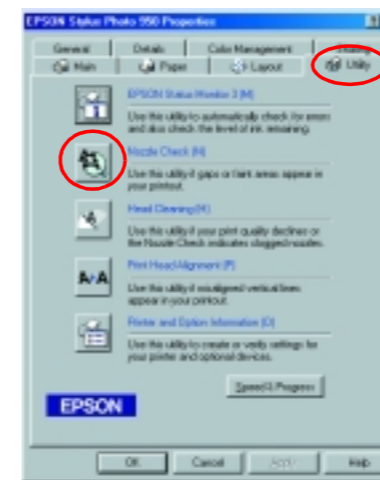 EPSON Stylus Photo 950 Properties
General Details Color Management Sharing
Main Paper Layout Utility
EPSON Status Monitor 3 (M)
Use this utility to automatically check for errors
and also check the level of ink remaining.
Nozzle Check (N)
Use this utility if gaps or faint areas appear in
your printout.
Head Cleaning (H)
Use this utility if your print quality declines or
the Nozzle Check indicates clogged nozzles.
Print Head Alignment (P)
Use this utility if misaligned vertical lines
appear in your printout.
Printer and Option Information (O)
Use this utility to create or verify settings for
your printer and optional devices.
Speed & Progress
EPSON
OK Cancel Apply Help